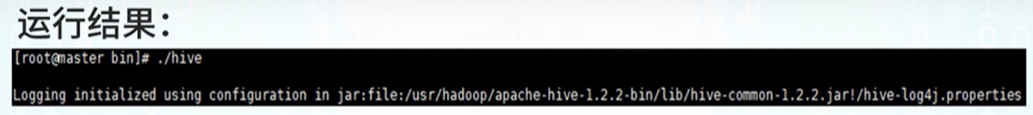 运行结果：
[root@master bin]# ./hive
Logging initialized using configuration in jar:file:/usr/hadoop/apache-hive-1.2.2-bin/lib/hive-common-1.2.2.jar!/hive-log4j.properties